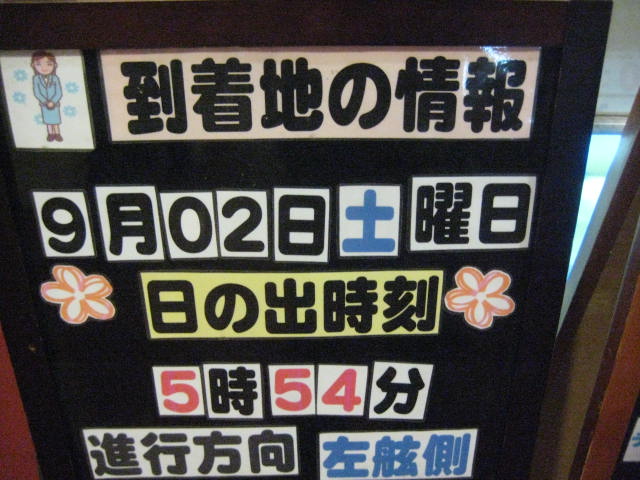 到着地の情報
9月02日土曜日
日の出時刻
5時54分
進行方向 左舷側